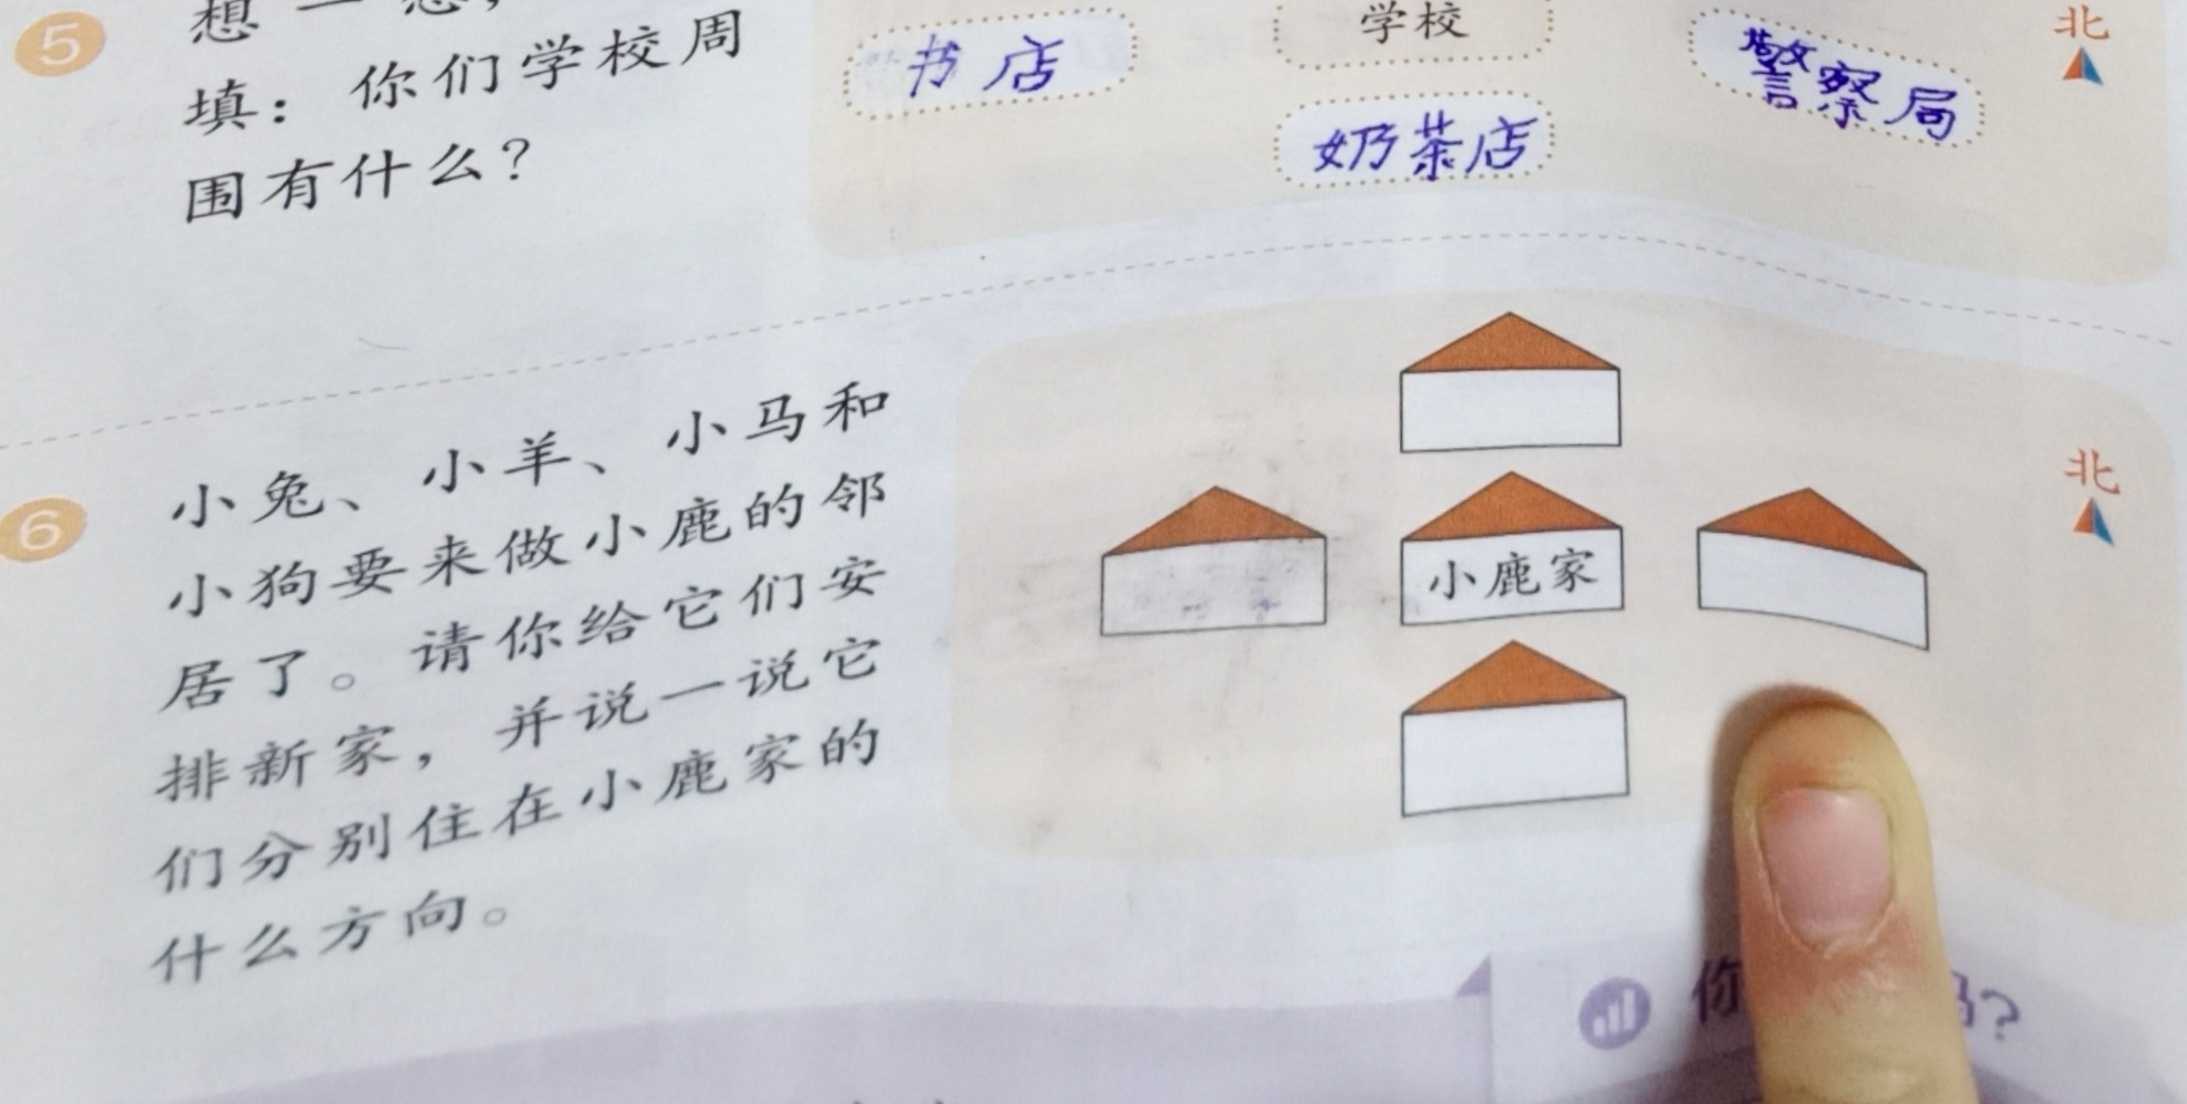 5
想一想，
填：你们学校周
围有什么？
学校
书店
警察局
奶茶店
北
6
小兔、小羊、小马和
小狗要来做小鹿的邻
居了。请你给它们安
排新家，并说一说它
们分别住在小鹿家的
什么方向。
小鹿家
北
你
吗？